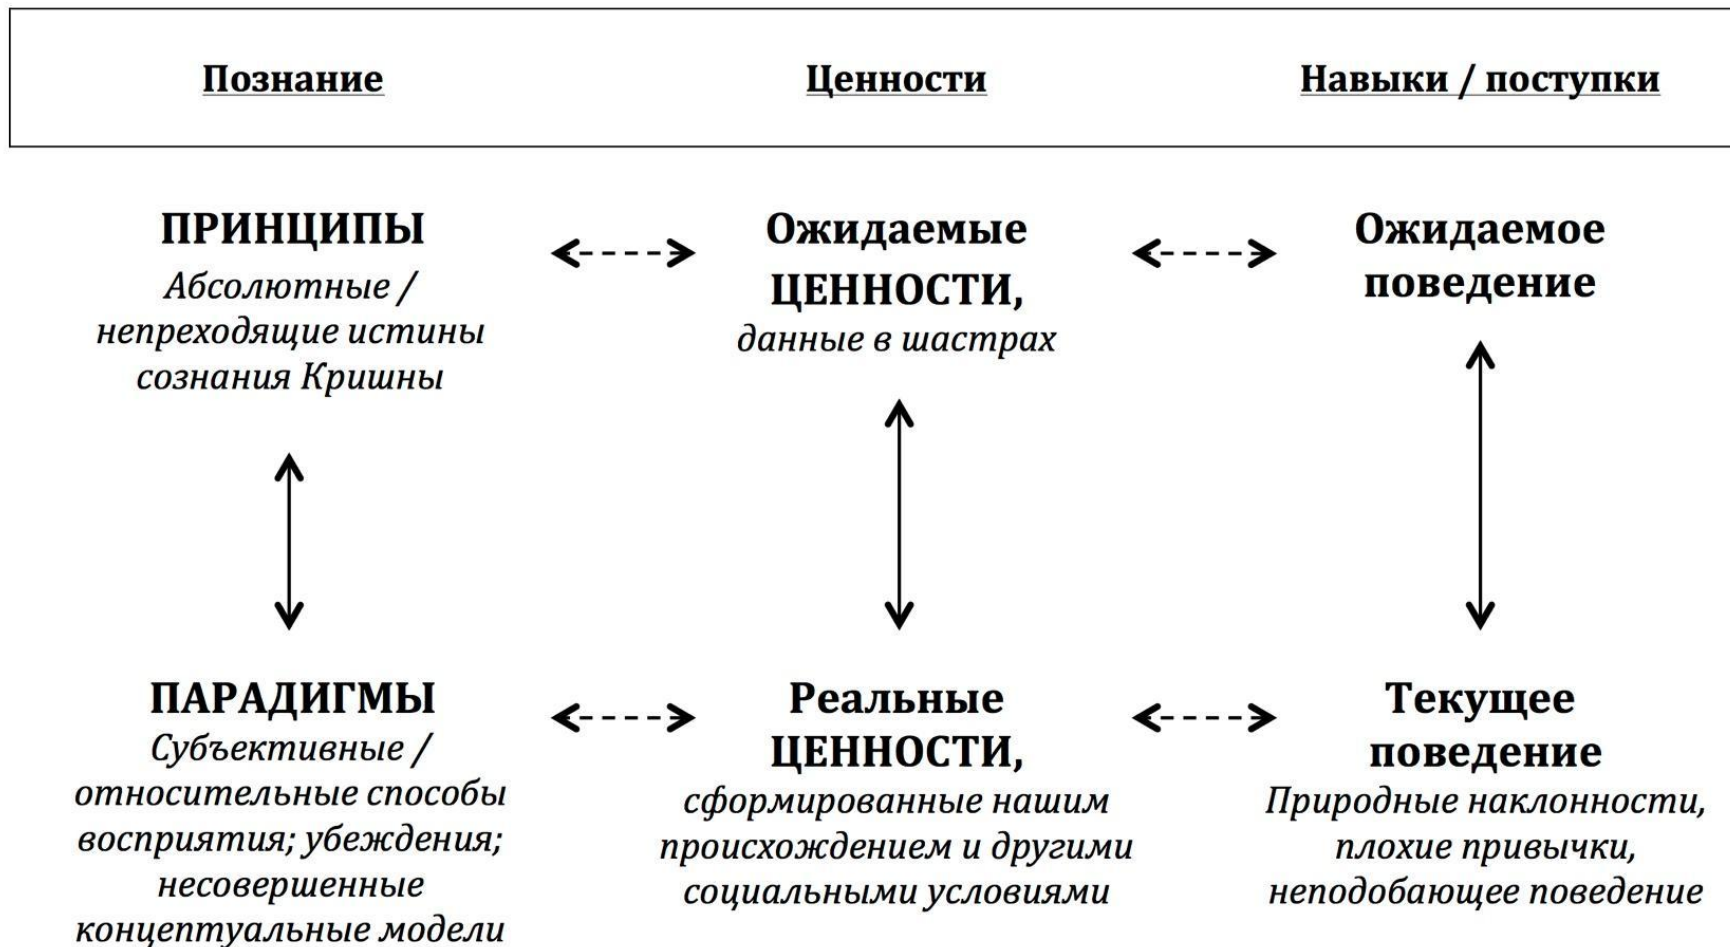 Познание
Ценности
Навыки / поступки
ПРИНЦИПЫ
Абсолютные /
непреходящие истины
сознания Кришны
Ожидаемые
ЦЕННОСТИ,
данные в шастрах
Ожидаемое
поведение
ПАРАДИГМЫ
Субъективные /
относительные способы
восприятия; убеждения;
несовершенные
концептуальные модели
Реальные
ЦЕННОСТИ,
сформированные нашим
происхождением и другими
социальными условиями
Текущее
поведение
Природные наклонности,
плохие привычки,
неподобающее поведение